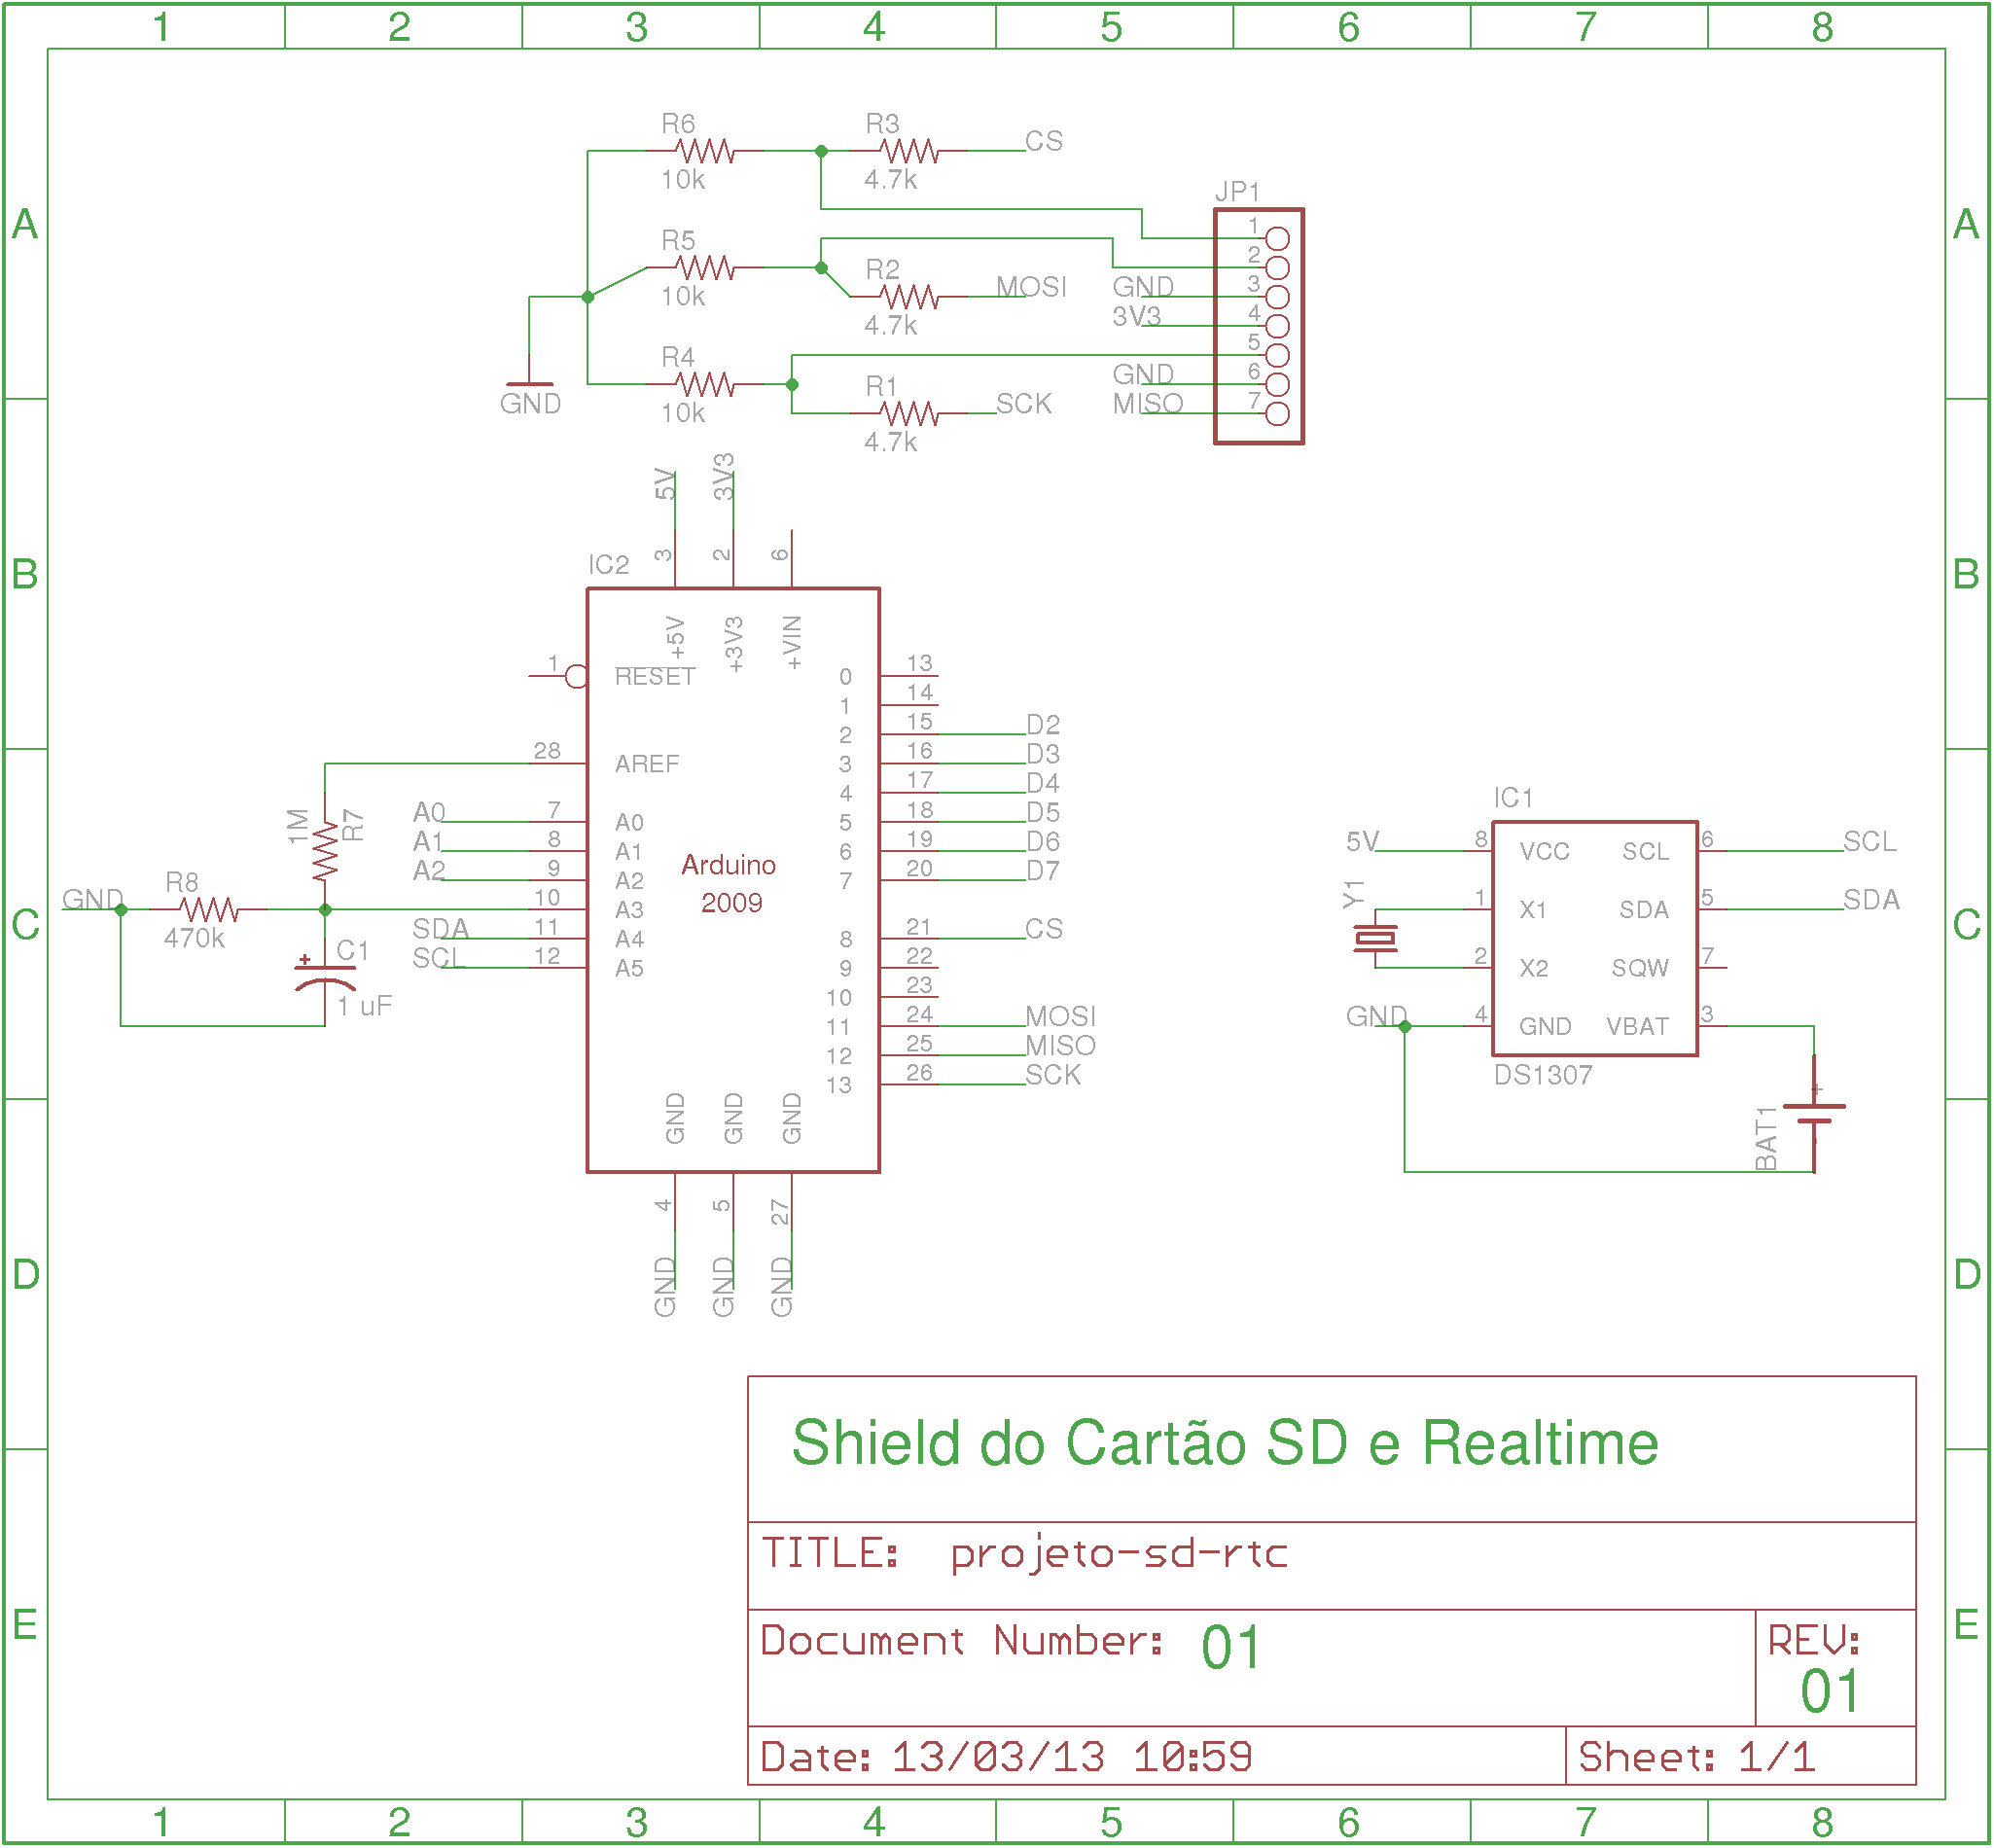 1 2 3 4 5 6 7 8
A A
B B
C C
D D
E E
R6
10k
R3
4.7k
CS
R5
10k
R2
4.7k
MOSI
R4
10k
R1
4.7k
SCK
GND
JP1
1
2
GND 3
3V3 4
5
GND 6
MISO 7
5V 3V3
3 2 6
IC2
+5V +3V3 +VIN
1 RESET
28 AREF
A0 7 A0
A1 8 A1
A2 9 A2
10 A3
SDA 11 A4
SCL 12 A5
Arduino
2009
0 13
1 14
2 15 D2
3 16 D3
4 17 D4
5 18 D5
6 19 D6
7 20 D7
8 21 CS
9 22
10 23
11 24 MOSI
12 25 MISO
13 26 SCK
GND GND GND
4 5 27
GND GND GND
1M
R7
GND
R8
470k
+
C1
1 uF
IC1
5V 8 VCC SCL 6 SCL
Y1
1 X1 SDA 5 SDA
2 X2 SQW 7
GND 4 GND VBAT 3
DS1307
+
BAT1
-
Shield do Cartão SD e Realtime
TITLE: projeto-sd-rtc
Document Number: 01
REV:
01
Date: 13/03/13 10:59
Sheet: 1/1
1 2 3 4 5 6 7 8